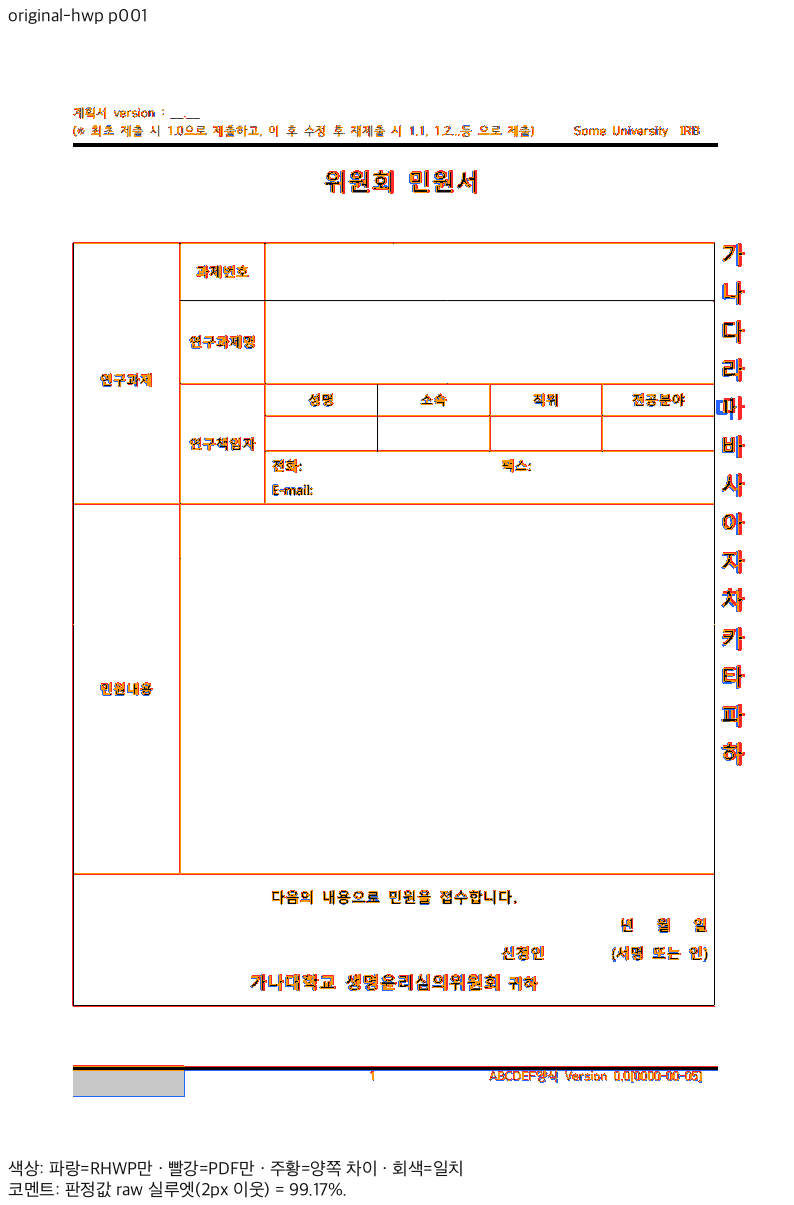 original-hwp p001
계획서 version : __.__
(※ 최초 제출 시 1.0으로 제출하고, 이 후 수정 후 재제출 시 1.1, 1.2...등 으로 제출) Soma University IRB
위원회 민원서
과제번호
연구과제명
연구과제
성명 소속 직위 전공분야
연구책임자
전화: 팩스:
E-mail:
민원내용
다음의 내용으로 민원을 접수합니다.
년 월 일
신청인 (서명 또는 인)
가나대학교 생명윤리심의위원회 귀하
가
나
다
라
마
바
사
아
자
차
카
타
파
하
1 ABCDEF양식 Version 0.0[0000-00-05]
색상: 파랑=RHWP만 · 빨강=PDF만 · 주황=양쪽 차이 · 회색=일치
코멘트: 판정값 raw 실루엣(2px 이웃) = 99.17%.